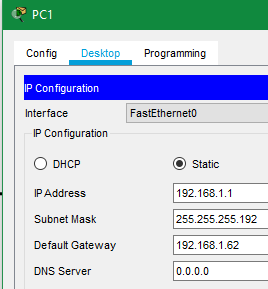 PC1
Config Desktop Programming
IP Configuration
Interface FastEthernet0
IP Configuration
DHCP Static
IP Address 192.168.1.1
Subnet Mask 255.255.255.192
Default Gateway 192.168.1.62
DNS Server 0.0.0.0